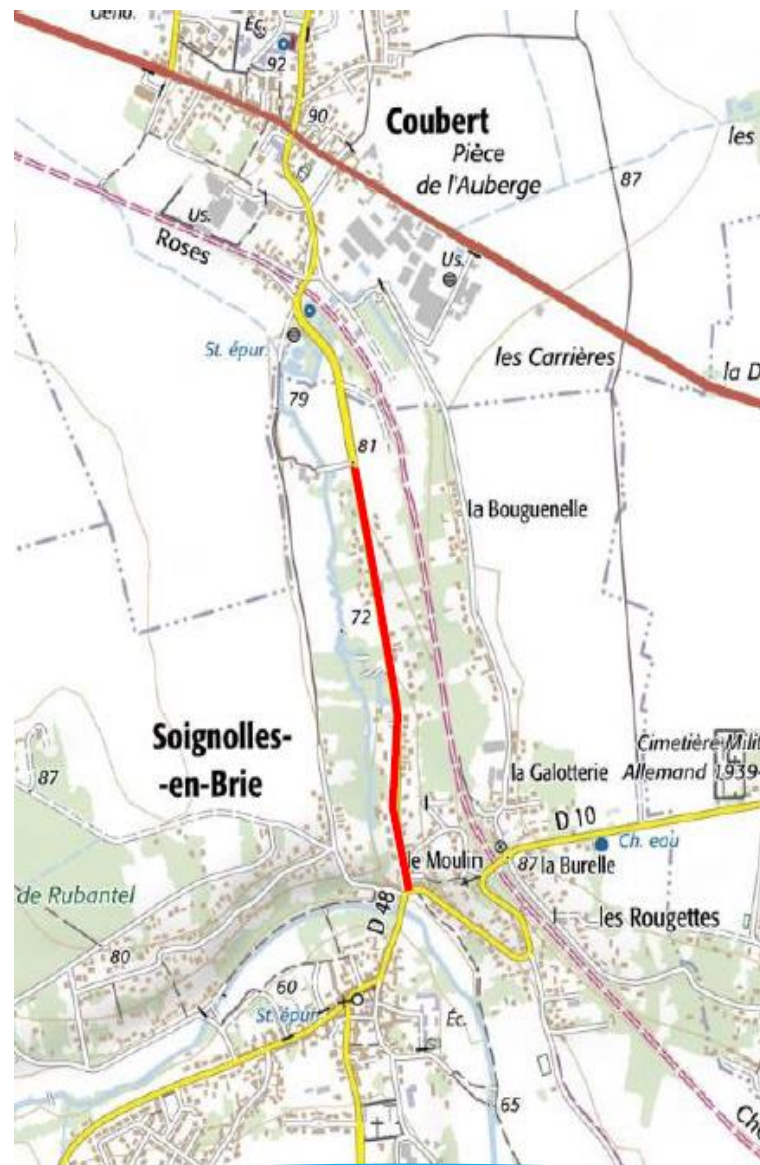 Éc.
92
90
Coubert
Pièce
de l'Auberge
les
87
Us.
Roses
Us.
St. épur.
les Carrières
la D
79
81
la Bouguenelle
72
Soignolles-
-en-Brie
87
Cimetière Milit
la Galotterie
Allemand 1939-
D 10
Ch. eau
le Moulin
87
la Burelle
de Rubantel
D 48
les Rougettes
80
60
St. épur.
Éc.
65
Che